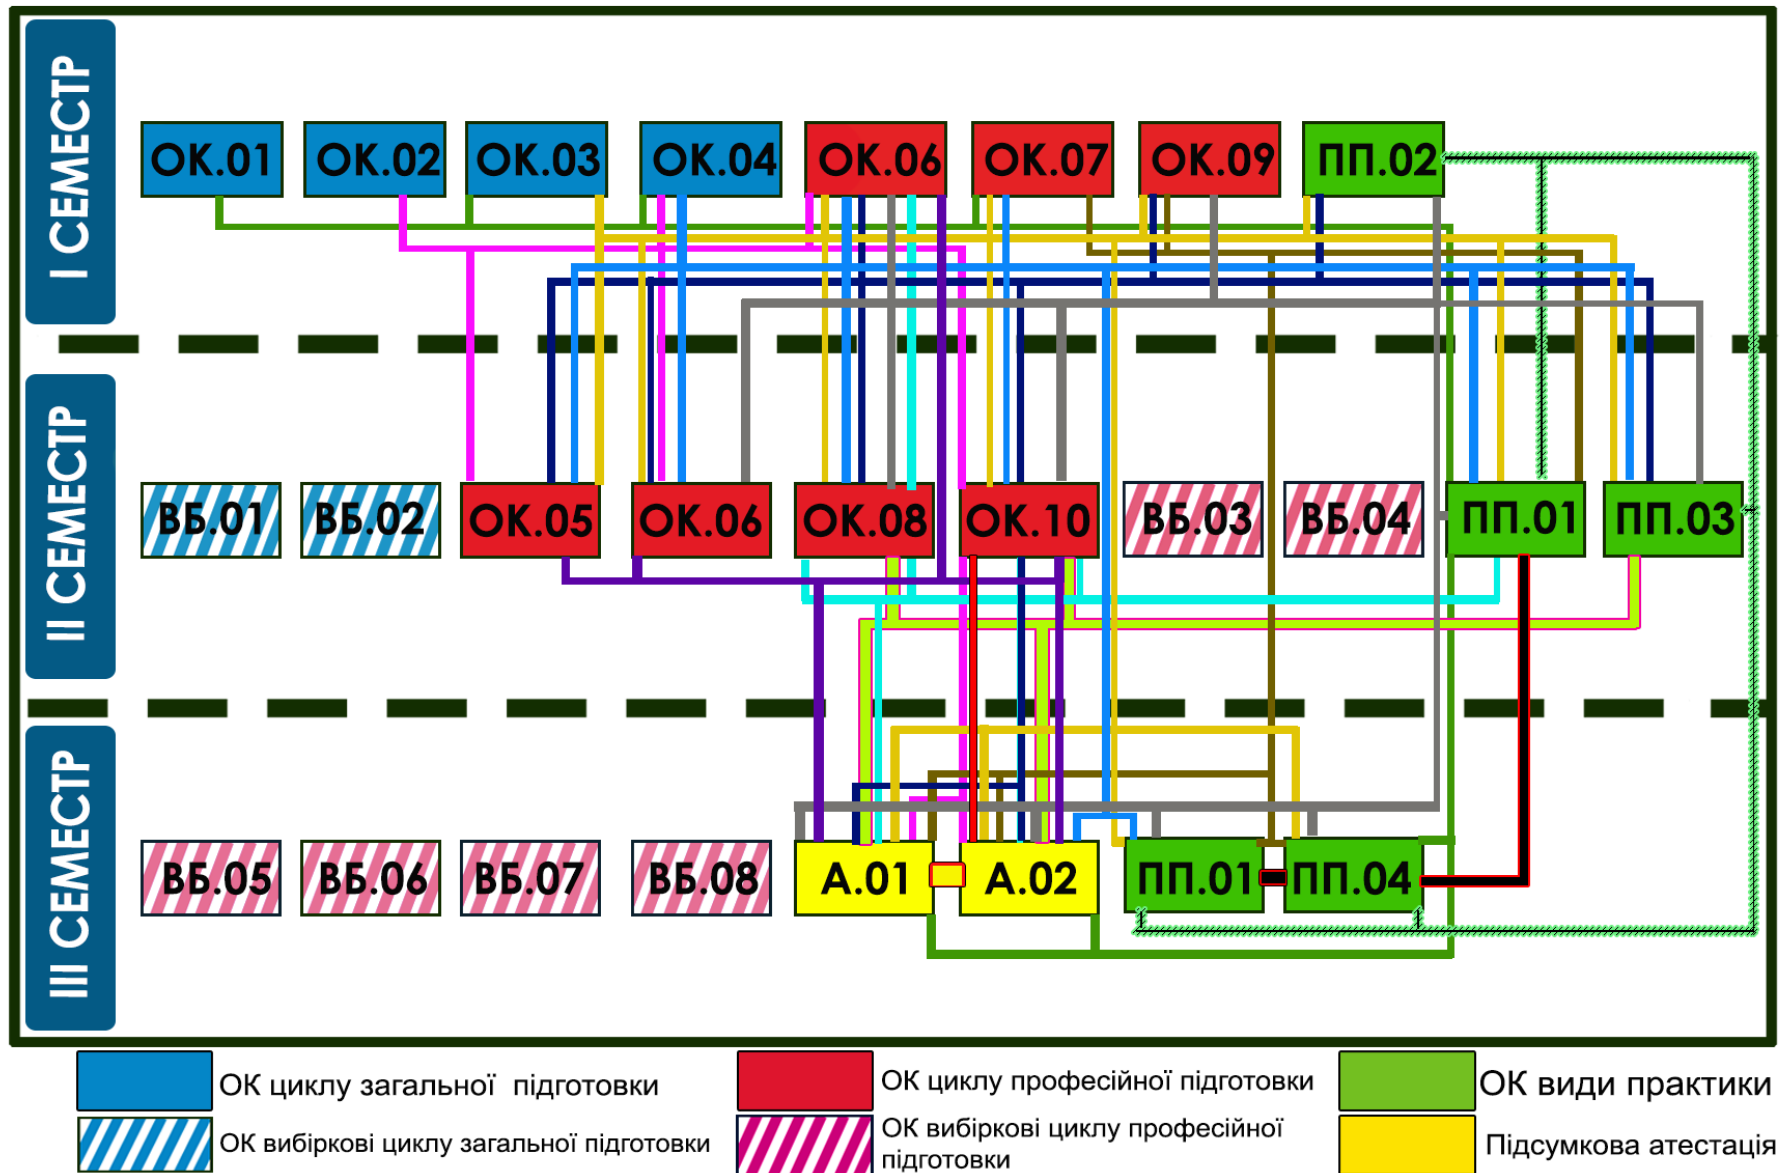 І СЕМЕСТР
ОК.01 ОК.02 ОК.03 ОК.04 ОК.06 ОК.07 ОК.09 ПП.02
ІІ СЕМЕСТР
ВБ.01 ВБ.02 ОК.05 ОК.06 ОК.08 ОК.10 ВБ.03 ВБ.04 ПП.01 ПП.03
ІІІ СЕМЕСТР
ВБ.05 ВБ.06 ВБ.07 ВБ.08 А.01 А.02 ПП.01 ПП.04
ОК циклу загальної підготовки
ОК циклу професійної підготовки
ОК види практики
ОК вибіркові циклу загальної підготовки
ОК вибіркові циклу професійної
підготовки
Підсумкова атестація